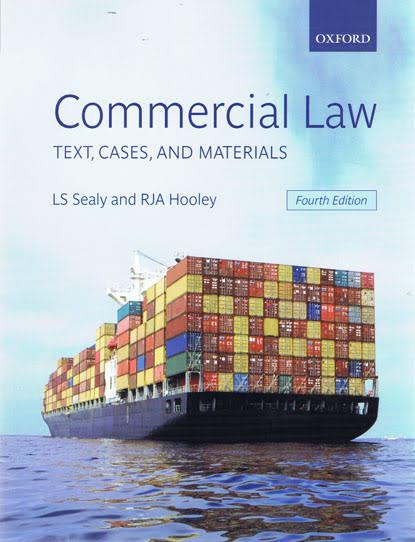 OXFORD
Commercial Law
TEXT, CASES, AND MATERIALS
LS Sealy and RJA Hooley
Fourth Edition